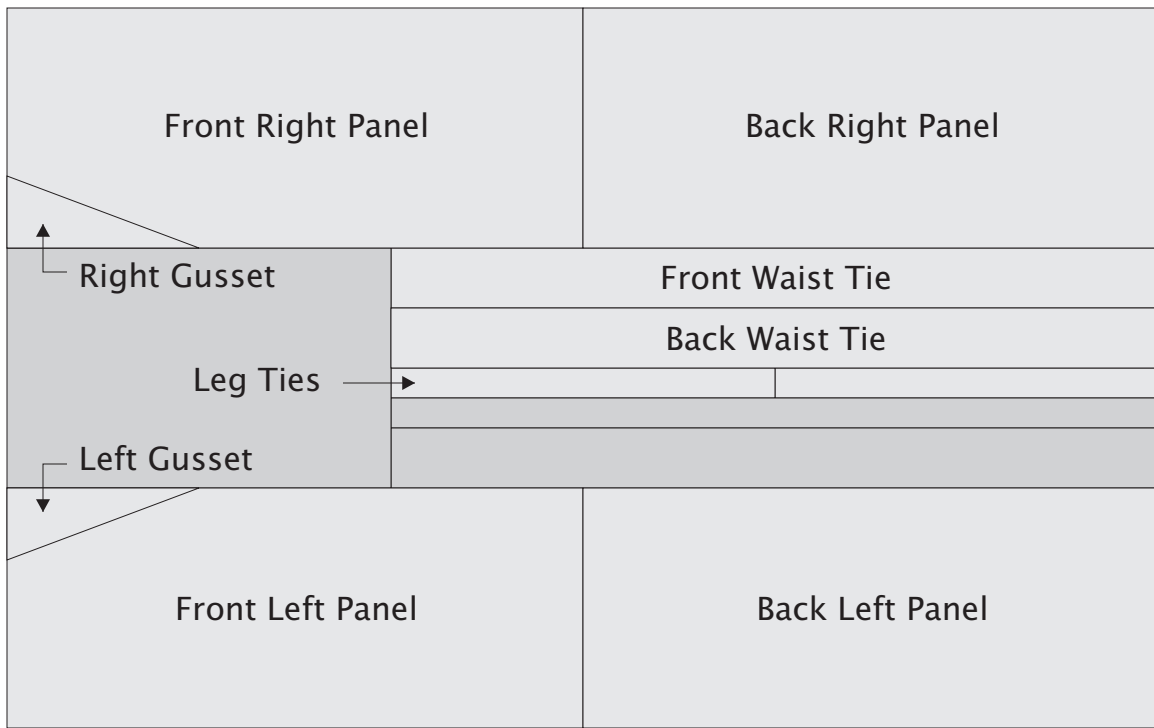 Front Right Panel
Back Right Panel
Right Gusset
Front Waist Tie
Back Waist Tie
Leg Ties
Left Gusset
Front Left Panel
Back Left Panel